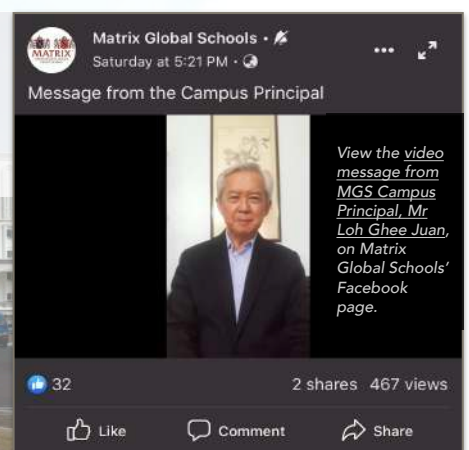 Matrix Global Schools •
MATRIX
Saturday at 5:21 PM •
Message from the Campus Principal
View the video
message from
MGS Campus
Principal, Mr
Loh Ghee Juan,
on Matrix
Global Schools'
Facebook
page.
32
2 shares 467 views
Like Comment Share